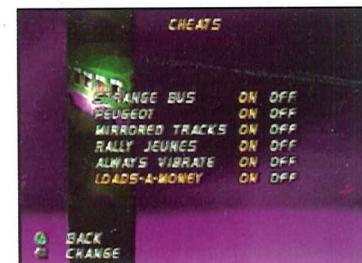 CHEATS
STRANGE BUS ON OFF
PEUGEOT ON OFF
MIRRORED TRACKS ON OFF
RALLY JEUNES ON OFF
ALWAYS VIBRATE ON OFF
LOADS-A-MONEY ON OFF
BACK
CHANGE